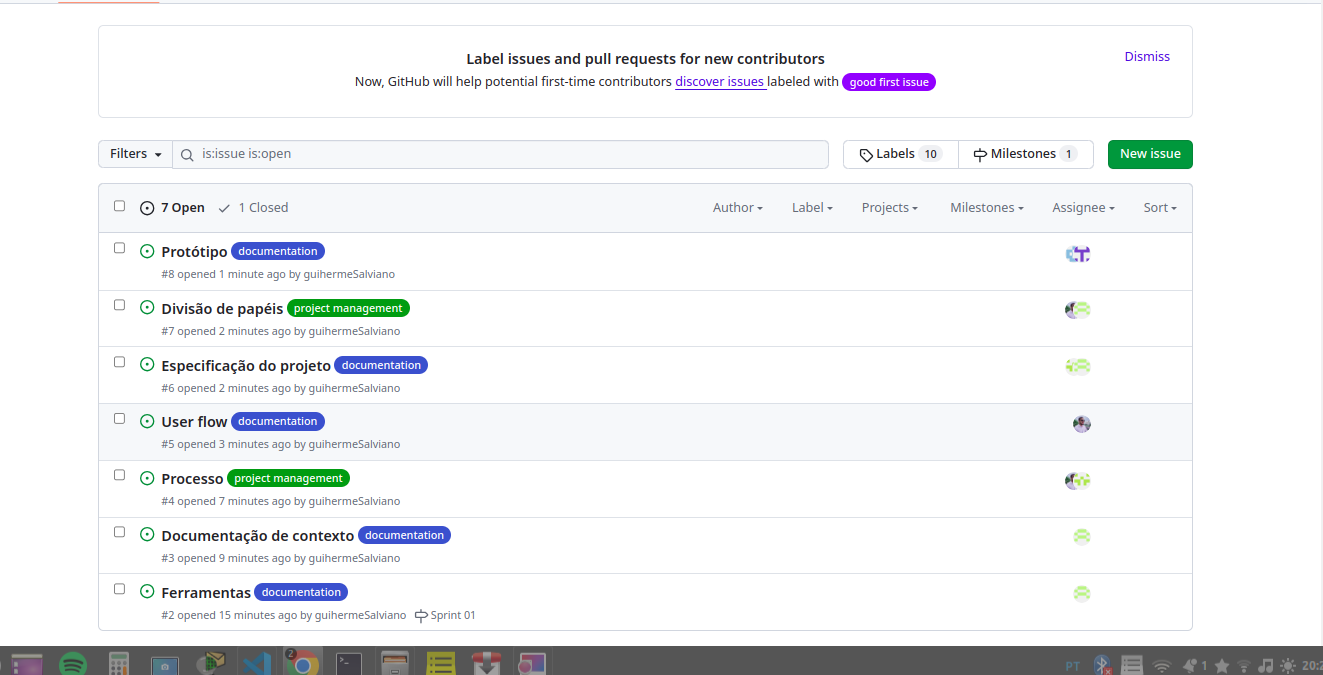 Label issues and pull requests for new contributors
Dismiss
Now, GitHub will help potential first-time contributors discover issues labeled with good first issue
Filters is:issue is:open Labels 10 Milestones 1 New issue
7 Open 1 Closed Author Label Projects Milestones Assignee Sort
Protótipo documentation
#8 opened 1 minute ago by guihermeSalviano
Divisão de papéis project management
#7 opened 2 minutes ago by guhermeSalviano
Especificação do projeto documentation
#6 opened 2 minutes ago by guihermeSalviano
User flow documentation
#5 opened 3 minutes ago by guihermeSalviano
Processo project management
#4 opened 7 minutes ago by guihermeSalviano
Documentação de contexto documentation
#3 opened 9 minutes ago by guihermeSalviano
Ferramentas documentation
#2 opened 15 minutes ago by guihermeSalviano Sprint 01
2 PT 1